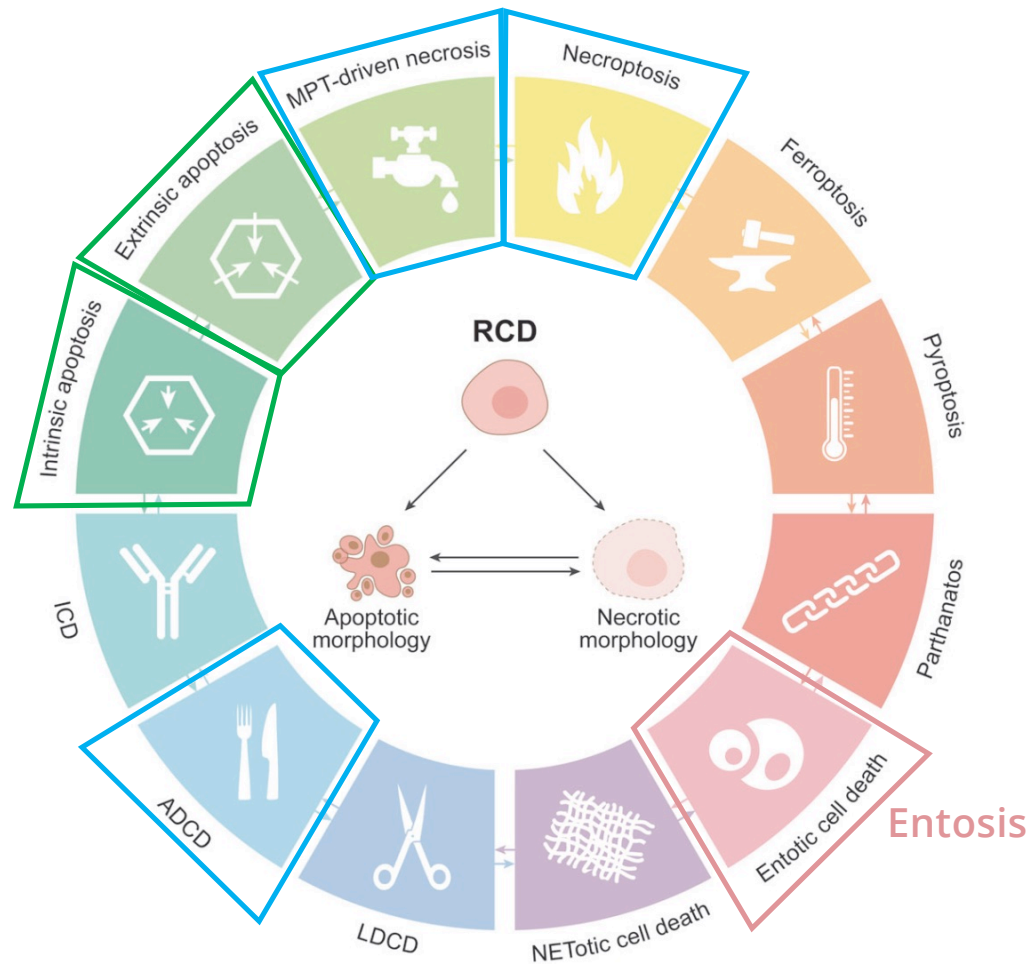 MPT-driven necrosis
Necroptosis
Ferroptosis
Pyroptosis
Parthanatos
Entotic cell death
Entosis
NETotic cell death
LDCD
ADCD
ICD
Intrinsic apoptosis
Extrinsic apoptosis
RCD
Apoptotic
morphology
Necrotic
morphology